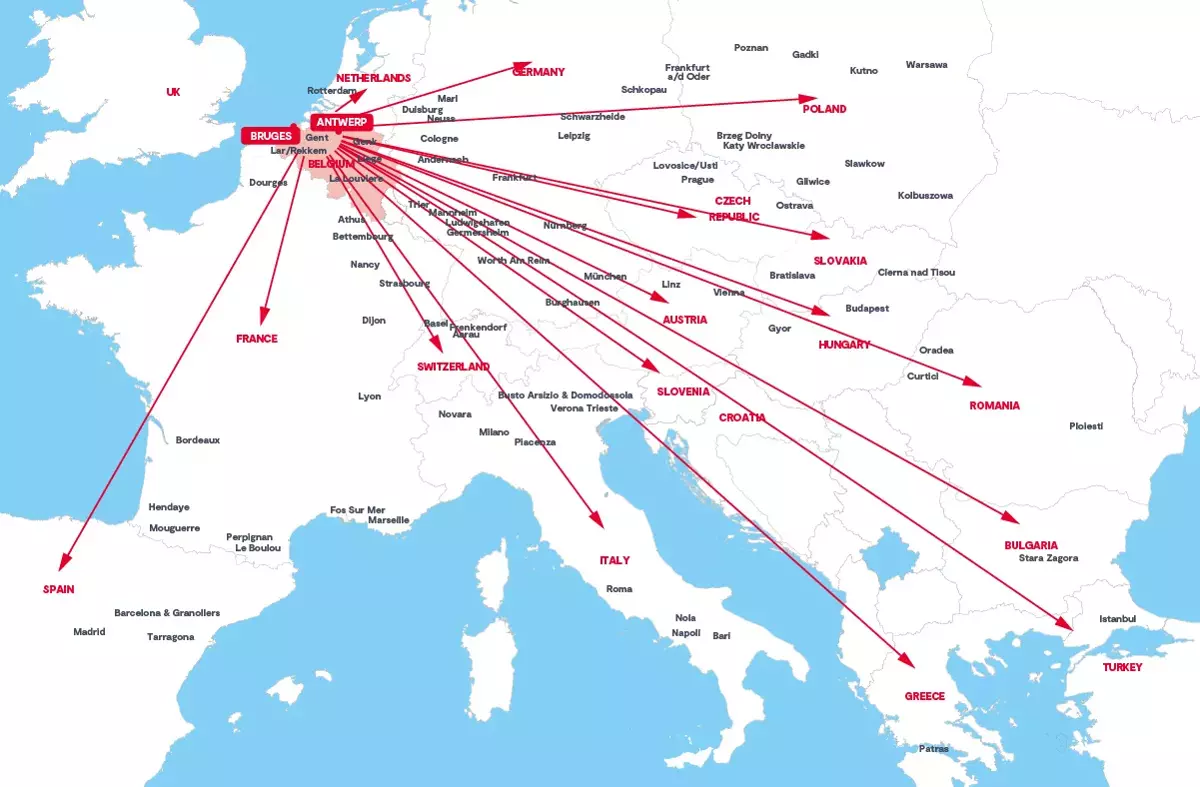 Poznan
Gadki
Warsawa
Kutno
Frankfurt
a/d Oder
GERMANY
NETHERLANDS
UK
Rotterdam
Schkopau
Marl
POLAND
Duisburg
Neuss
Schwarzheide
ANTWERP
BRUGES
Gent
Genk
Cologne
Leipzig
Brzeg Dolny
Katy Wroclawskie
Lar/Rekkem
Liege
Andernach
BELGIUM
Lovosice/Usti
Slawkow
Dourges
La Louviere
Frankfurt
Prague
Gliwice
Kolbuszowa
Trier
CZECH
REPUBLIC
Ostrava
Mannheim
Athus
Ludwigshafen
Germersheim
Nürnberg
Bettembourg
Nancy
Worth Am Reim
SLOVAKIA
Strasbourg
München
Linz
Bratislava
Cierna nad Tisou
Vienna
Burghausen
Budapest
Dijon
AUSTRIA
Basel
Frenkendorf
Aarau
Gyor
FRANCE
HUNGARY
Oradea
SWITZERLAND
Curtici
Lyon
Busto Arsizio & Domodossola
SLOVENIA
Verona
Trieste
Novara
CROATIA
ROMANIA
Milano
Piacenza
Ploiesti
Bordeaux
Hendaye
Fos Sur Mer
Marseille
Mouguerre
Perpignan
Le Boulou
ITALY
BULGARIA
Stara Zagora
SPAIN
Roma
Barcelona & Granollers
Nola
Istanbul
Madrid
Tarragona
Napoli
Bari
TURKEY
GREECE
Patras